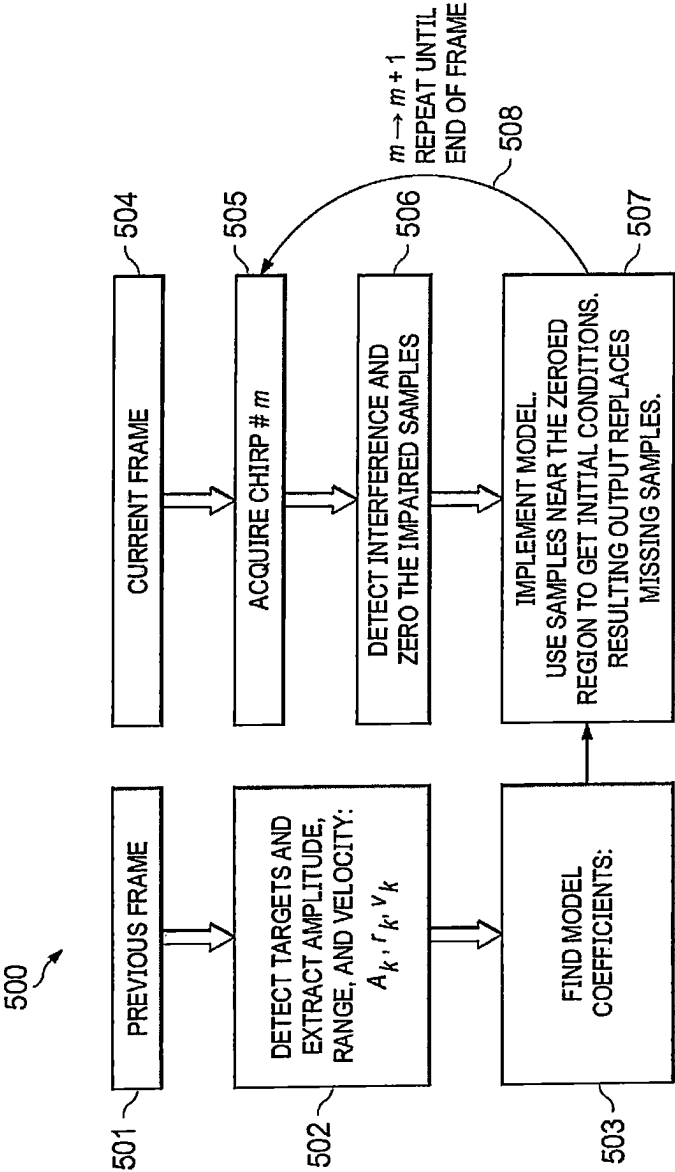 500
501
PREVIOUS FRAME
502
DETECT TARGETS AND
EXTRACT AMPLITUDE,
RANGE, AND VELOCITY:
A_k, r_k, v_k
503
FIND MODEL
COEFFICIENTS:
504
CURRENT FRAME
505
ACQUIRE CHIRP # m
506
DETECT INTERFERENCE AND
ZERO THE IMPAIRED SAMPLES
507
IMPLEMENT MODEL.
USE SAMPLES NEAR THE ZEROED
REGION TO GET INITIAL CONDITIONS.
RESULTING OUTPUT REPLACES
MISSING SAMPLES.
m → m + 1
REPEAT UNTIL
END OF FRAME
508